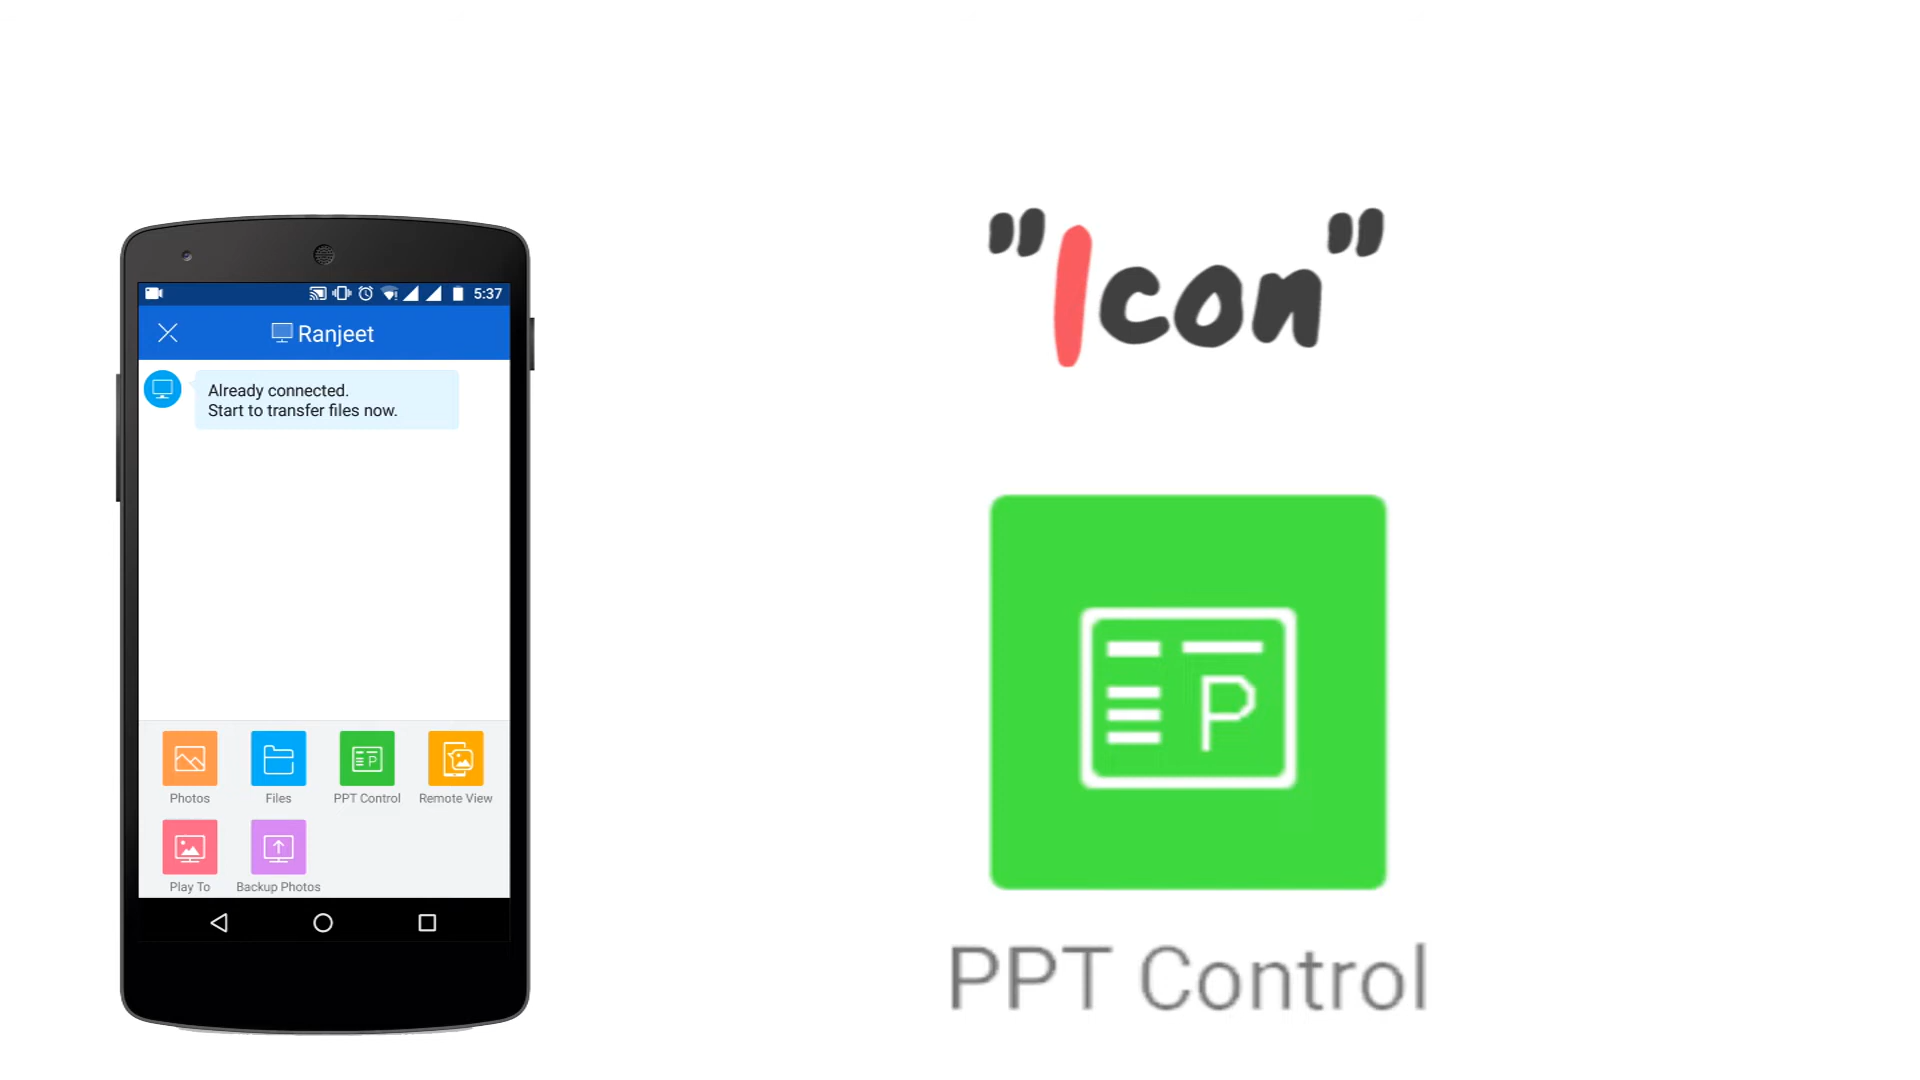 5:37
Ranjeet
Already connected.
Start to transfer files now.
P
Photos
Files
PPT Control
Remote View
Play To
Backup Photos
"Icon"
P
PPT Control